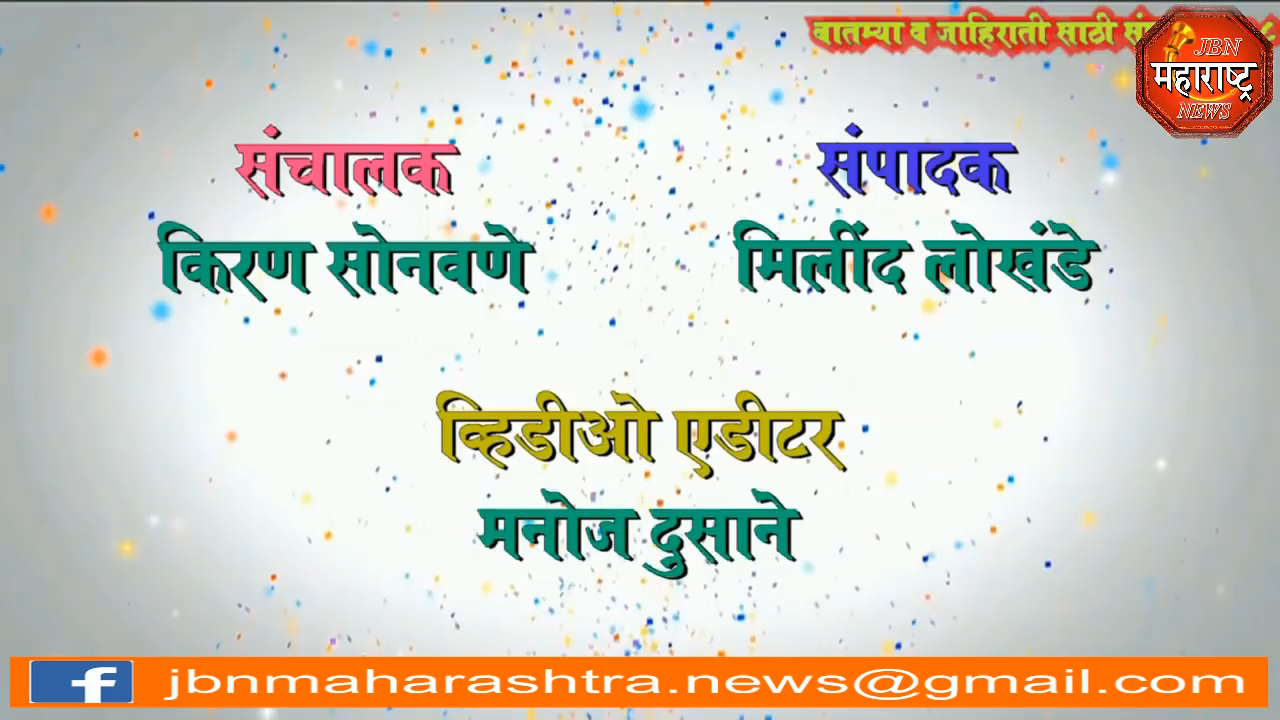 बातम्या व जाहिराती साठी
JBN
महाराष्ट्र
NEWS
संचालक
संपादक
किरण सोनवणे
मिलींद लोखंडे
व्हिडीओ एडीटर
मनोज दुसाने
f jbnmaharashtra.news@gmail.com